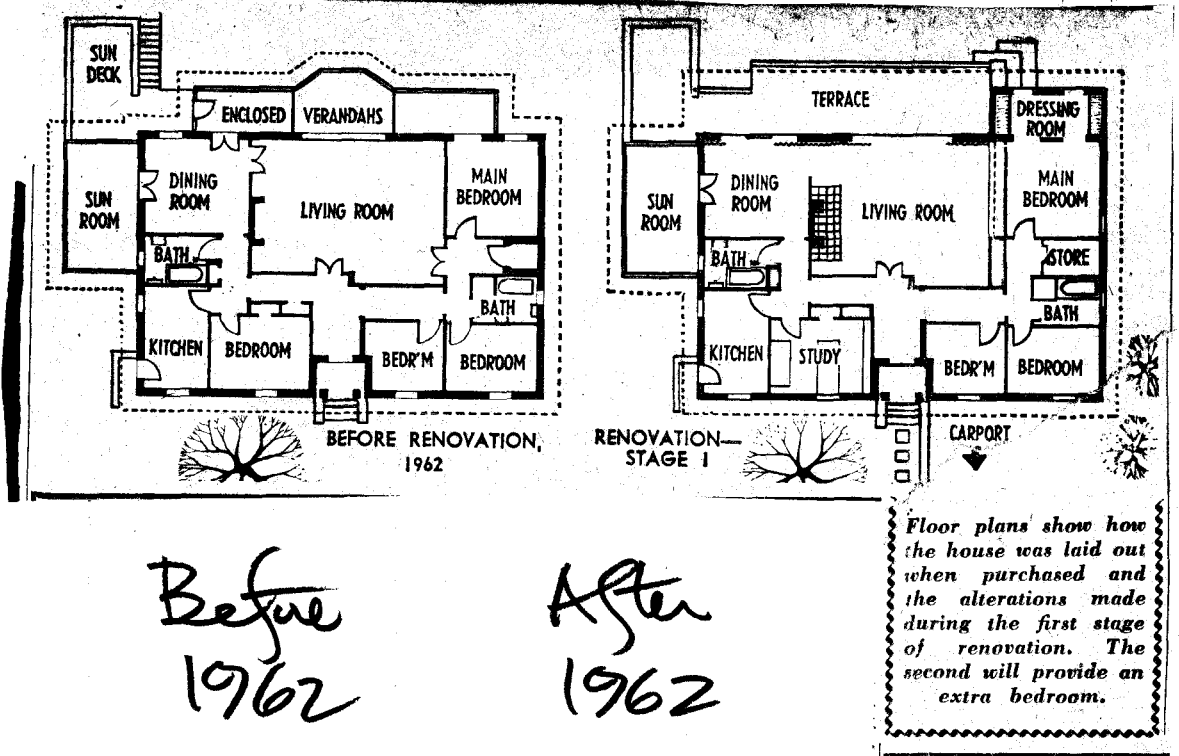 SUN
DECK
ENCLOSED
VERANDAHS
DINING
ROOM
SUN
ROOM
LIVING ROOM
MAIN
BEDROOM
BATH
BATH
KITCHEN
BEDROOM
BEDR'M
BEDROOM
BEFORE RENOVATION,
1962
TERRACE
DRESSING
ROOM
DINING
ROOM
SUN
ROOM
LIVING ROOM
MAIN
BEDROOM
BATH
STORE
BATH
KITCHEN
STUDY
BEDR'M
BEDROOM
RENOVATION—
STAGE 1
CARPORT
Floor plans show how
the house was laid out
when purchased and
the alterations made
during the first stage
of renovation. The
second will provide an
extra bedroom.
Before
1962
After
1962